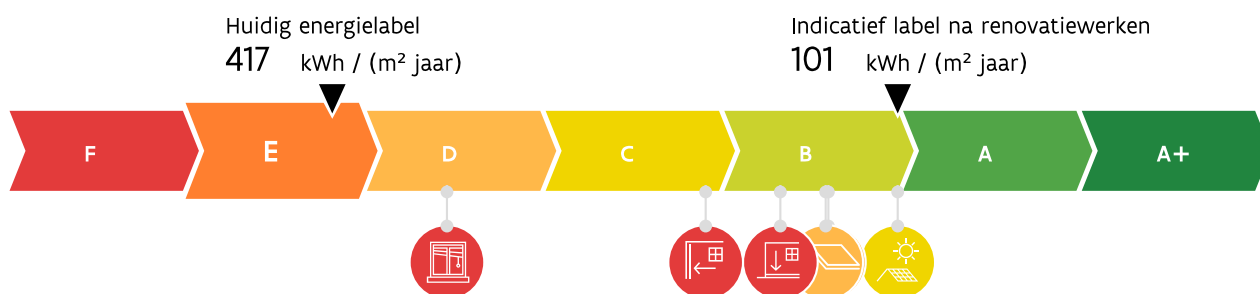 Huidig energielabel
417 kWh / (m² jaar)
Indicatief label na renovatiewerken
101 kWh / (m² jaar)
F E D C B A A+